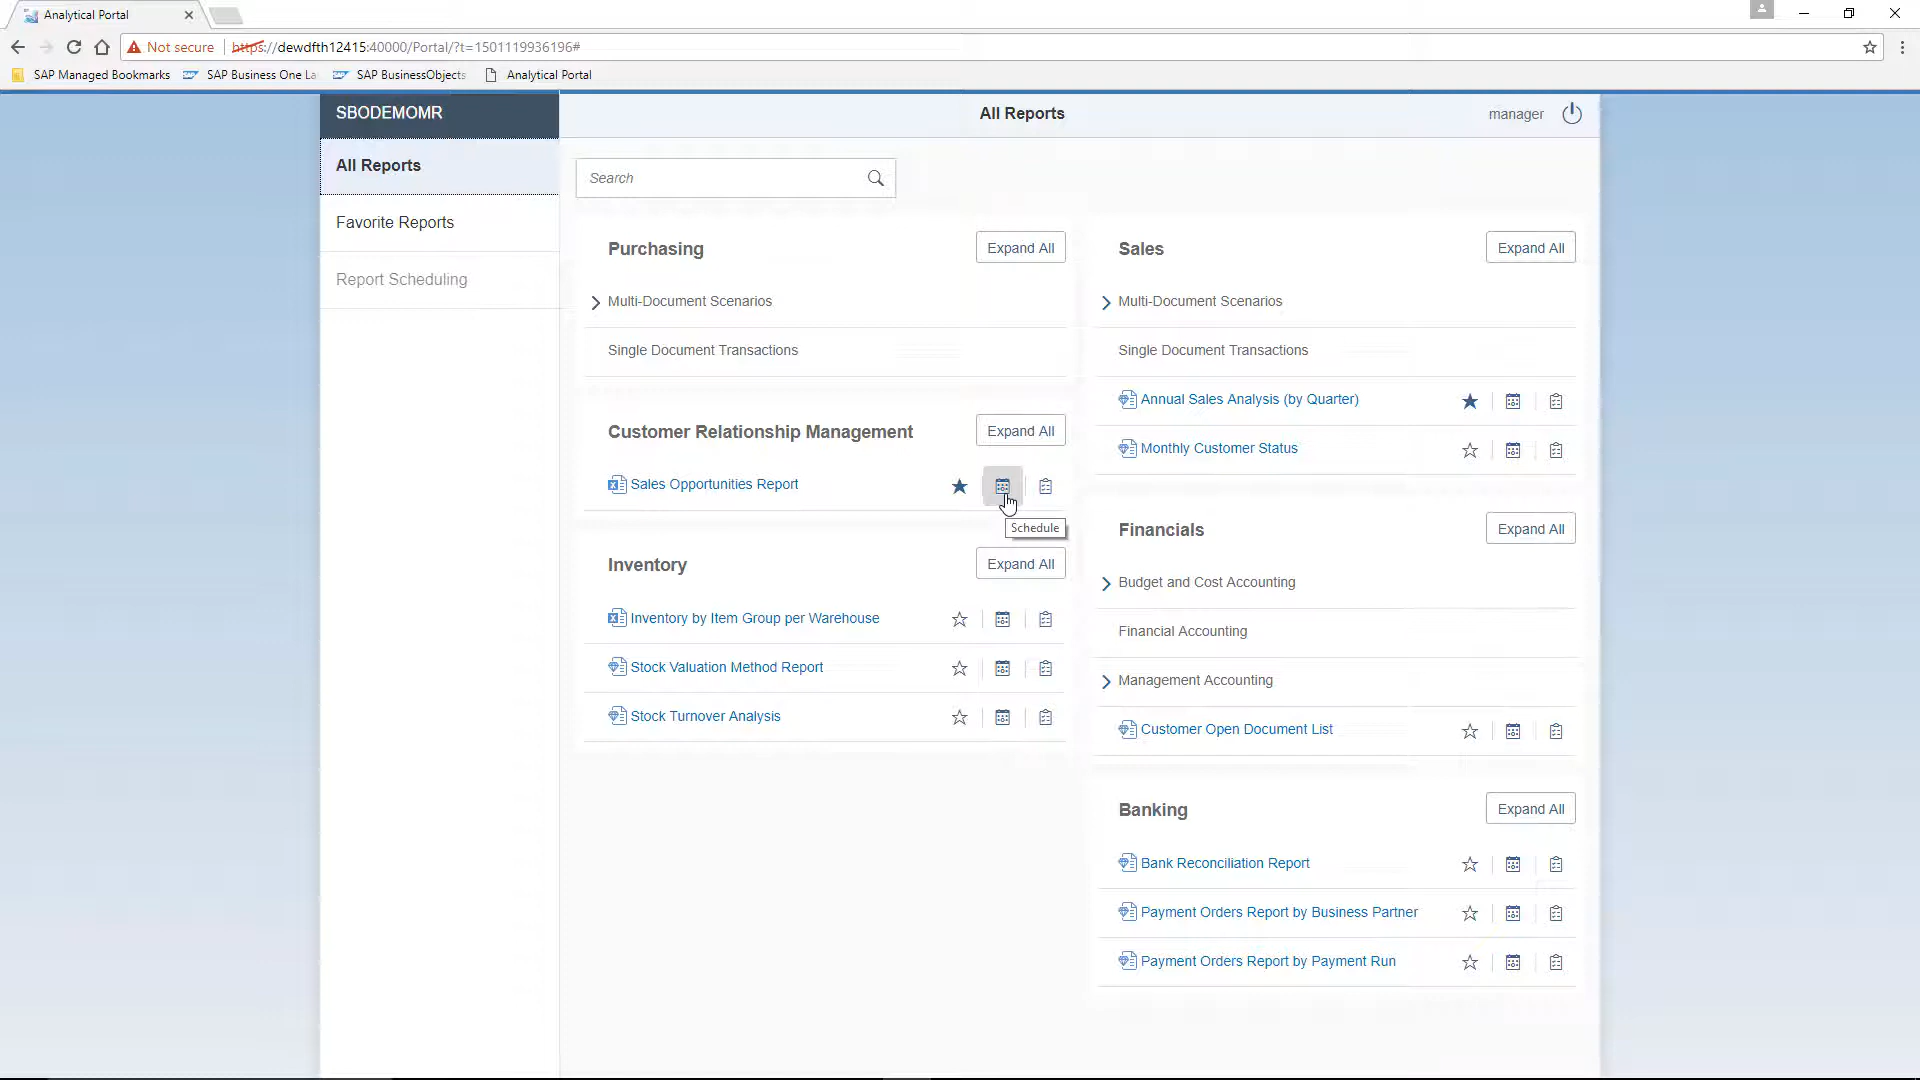 Analytical Portal
Not secure
https://dewdfth12415:40000/Portal/?t=1501119936196#
SAP Managed Bookmarks
SAP Business One La
SAP BusinessObjects
Analytical Portal
SBODEMOMR
All Reports
manager
All Reports
Favorite Reports
Report Scheduling
Search
Purchasing
Expand All
Multi-Document Scenarios
Single Document Transactions
Customer Relationship Management
Expand All
Sales Opportunities Report
Schedule
Inventory
Expand All
Inventory by Item Group per Warehouse
Stock Valuation Method Report
Stock Turnover Analysis
Sales
Expand All
Multi-Document Scenarios
Single Document Transactions
Annual Sales Analysis (by Quarter)
Monthly Customer Status
Financials
Expand All
Budget and Cost Accounting
Financial Accounting
Management Accounting
Customer Open Document List
Banking
Expand All
Bank Reconciliation Report
Payment Orders Report by Business Partner
Payment Orders Report by Payment Run